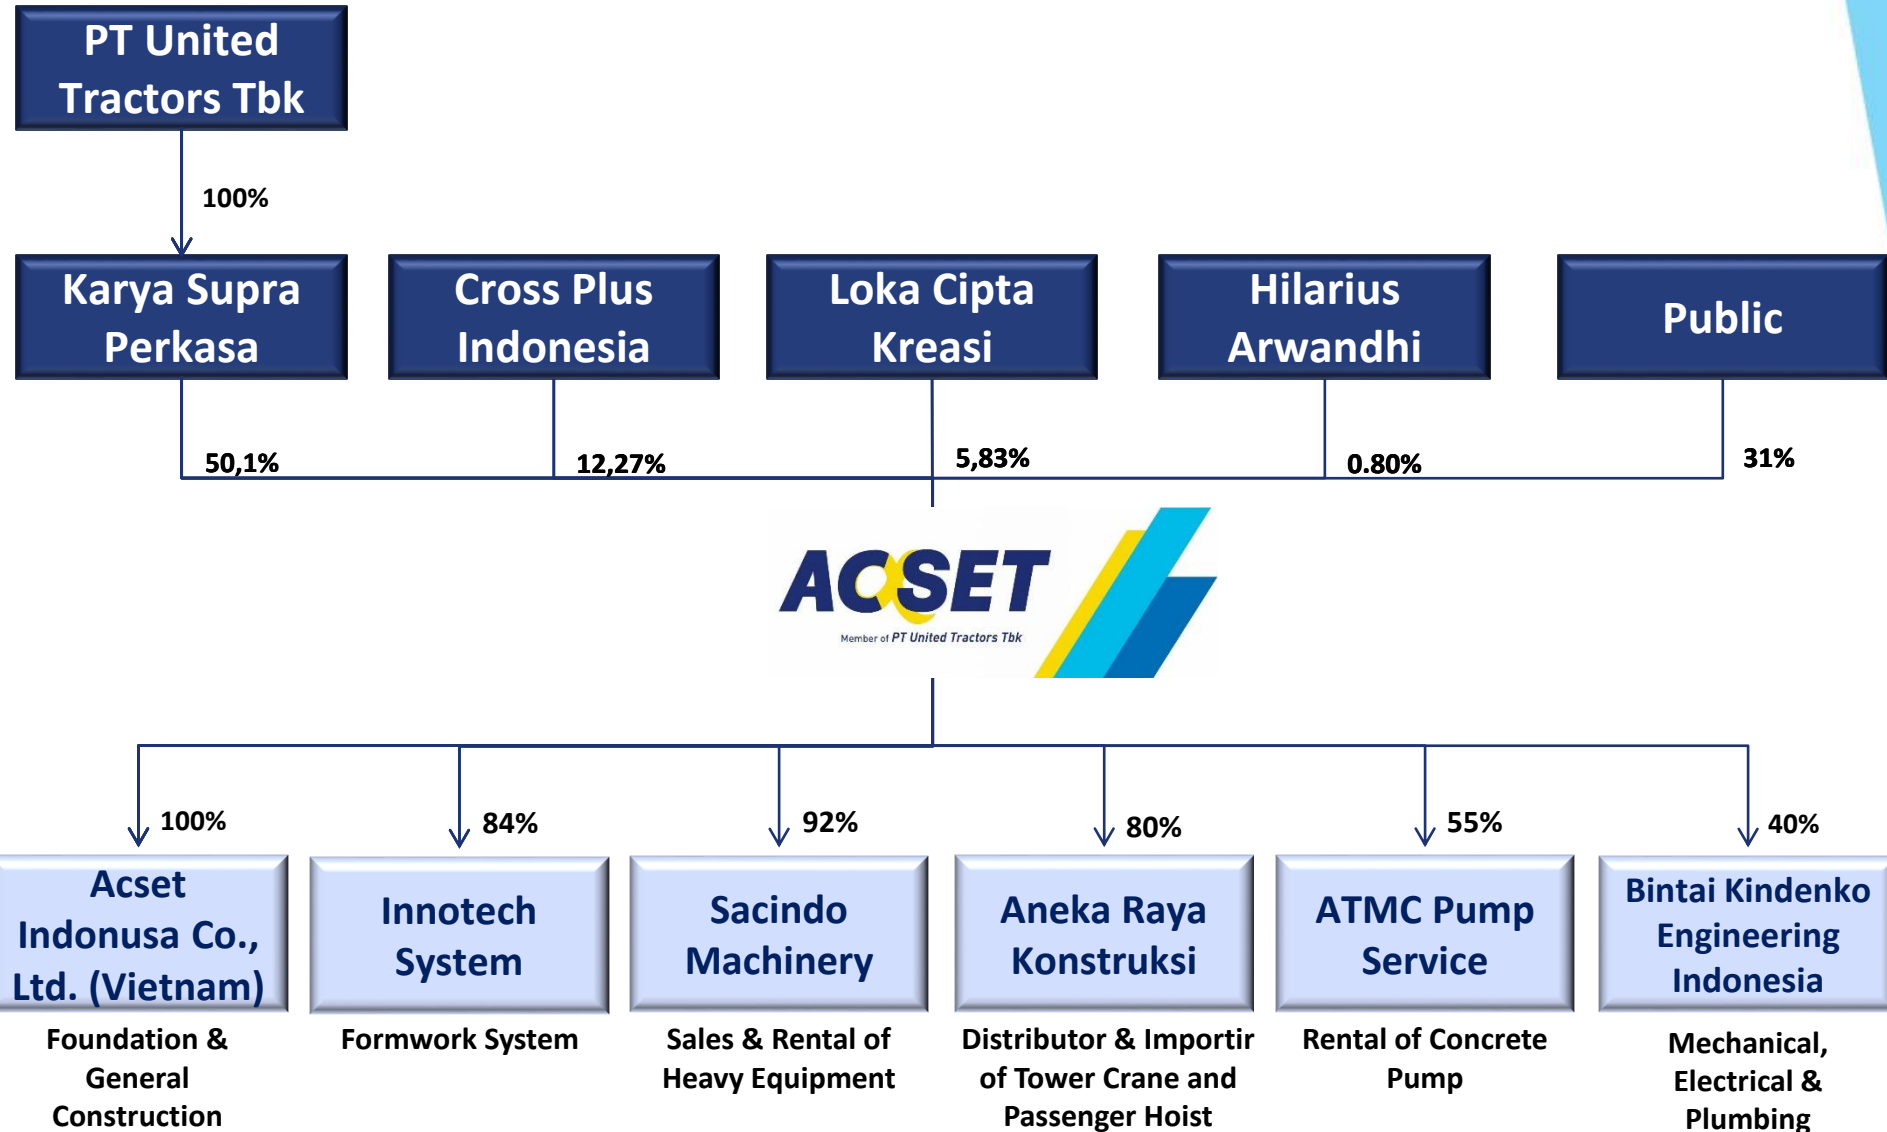 PT United
Tractors Tbk
100%
Karya Supra
Perkasa
Cross Plus
Indonesia
Loka Cipta
Kreasi
Hilarius
Arwandhi
Public
50,1%
12,27%
5,83%
0.80%
31%
ACSET
Member of PT United Tractors Tbk
100%
84%
92%
80%
55%
40%
Acset
Indonusa Co.,
Ltd. (Vietnam)
Innotech
System
Sacindo
Machinery
Aneka Raya
Konstruksi
ATMC Pump
Service
Bintai Kindenko
Engineering
Indonesia
Foundation &
General
Construction
Formwork System
Sales & Rental of
Heavy Equipment
Distributor & Importir
of Tower Crane and
Passenger Hoist
Rental of Concrete
Pump
Mechanical,
Electrical &
Plumbing